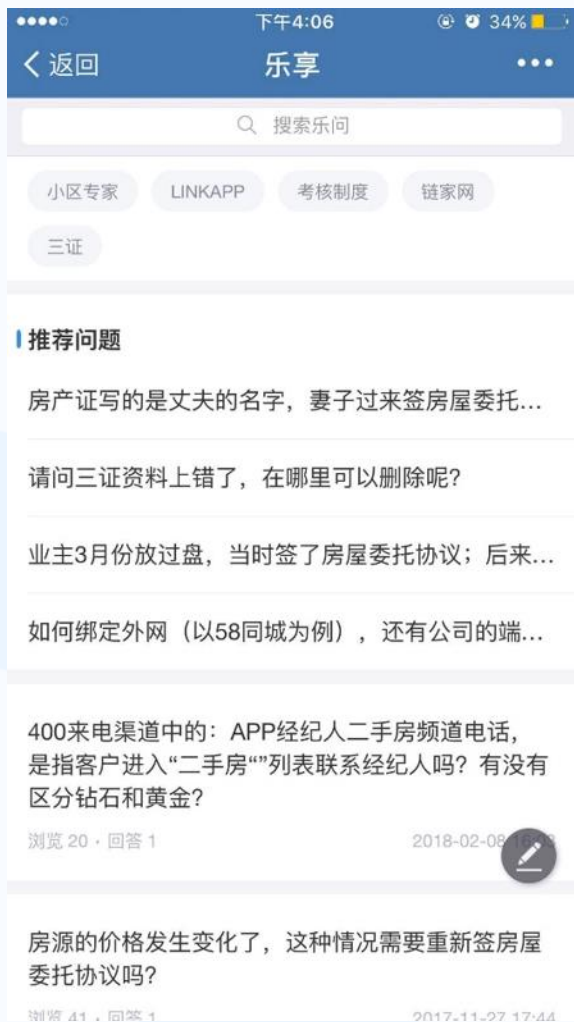 下午4:06
34%
返回
乐享
搜索乐问
小区专家
LINKAPP
考核制度
链家网
三证
推荐问题
房产证写的是丈夫的名字，妻子过来签房屋委托...
请问三证资料上错了，在哪里可以删除呢？
业主3月份放过盘，当时签了房屋委托协议；后来...
如何绑定外网（以58同城为例），还有公司的端...
400来电渠道中的：APP经纪人二手房频道电话，
是指客户进入“二手房“”列表联系经纪人吗？有没有
区分钻石和黄金？
浏览 20 · 回答 1
2018-02-08 16:03
房源的价格发生变化了，这种情况需要重新签房屋
委托协议吗？
浏览 41 · 回答 1
2017-11-27 17:44